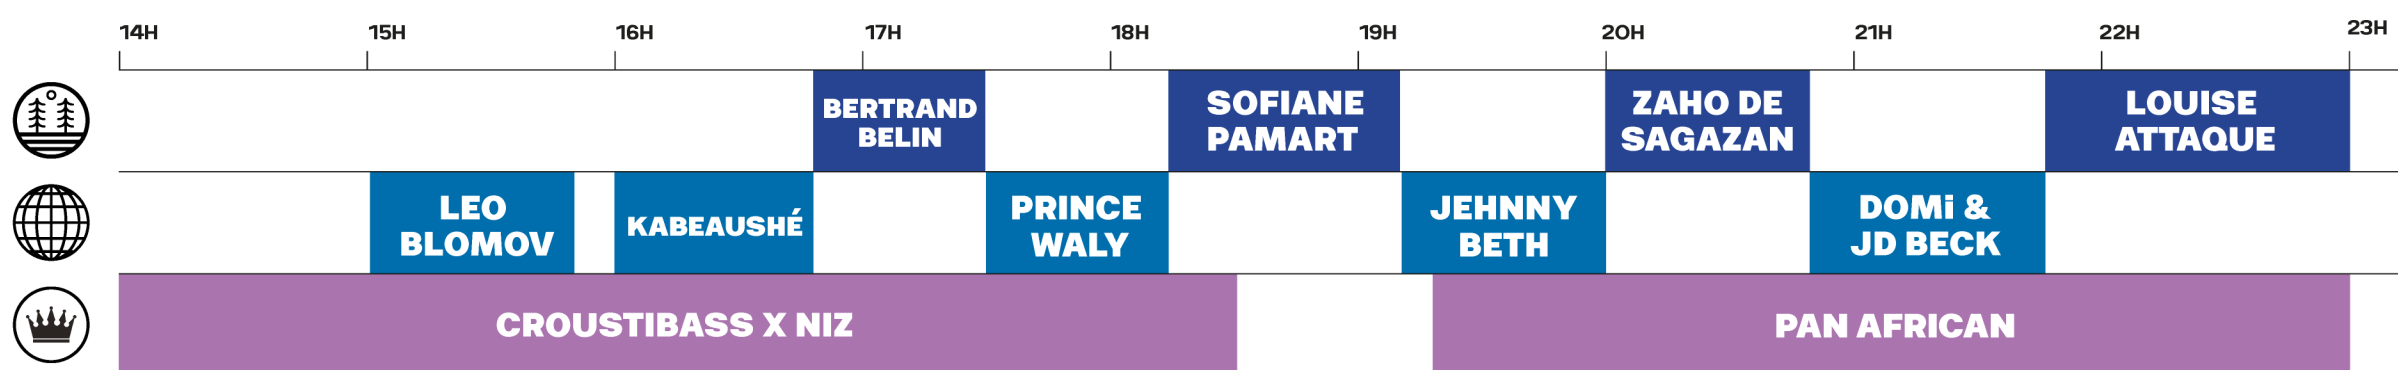 14H 15H 16H 17H 18H 19H 20H 21H 22H 23H
BERTRAND
BELIN
SOFIANE
PAMART
ZAHO DE
SAGAZAN
LOUISE
ATTAQUE
LEO
BLOMOV
KABEAUSHÉ
PRINCE
WALY
JEHNNY
BETH
DOMi &
JD BECK
CROUSTIBASS X NIZ
PAN AFRICAN